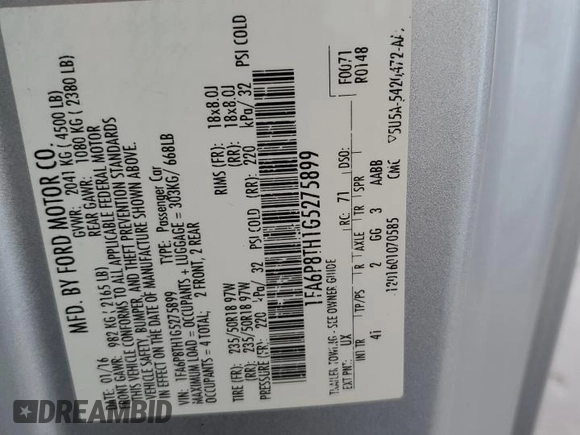 MFD. BY FORD MOTOR CO.
DATE: 01/16 GVWR: 2041 KG ( 4500 LB)
FRONT GAWR: 982 KG ( 2165 LB) REAR GAWR: 1080 KG ( 2380 LB)
THIS VEHICLE CONFORMS TO ALL APPLICABLE FEDERAL MOTOR
VEHICLE SAFETY, BUMPER, AND THEFT PREVENTION STANDARDS
IN EFFECT ON THE DATE OF MANUFACTURE SHOWN ABOVE.
VIN: 1FA6P8TH1G5275899 TYPE: Passenger Car
MAXIMUM LOAD = OCCUPANTS + LUGGAGE = 303KG/ 668LB
OCCUPANTS = 4 TOTAL; 2 FRONT, 2 REAR
TIRE (FR): 235/50R18 97W RIMS (FR): 18x8.0J
(RR): 235/50R18 97W (RR): 18x8.0J
PRESSURE (FR): 220 kPa/ 32 PSI COLD (RR): 220 kPa/ 32 PSI COLD
1FA6P8TH1G5275899
F0071
R0148
TRAILER TOWING - SEE OWNER GUIDE
EXT PNT: UX RC: 71 DSO:
INT TR TP/PS R AXLE TR SPR
4I 2 GG 3 AABB
1201601070585 CMC
DREAMBID